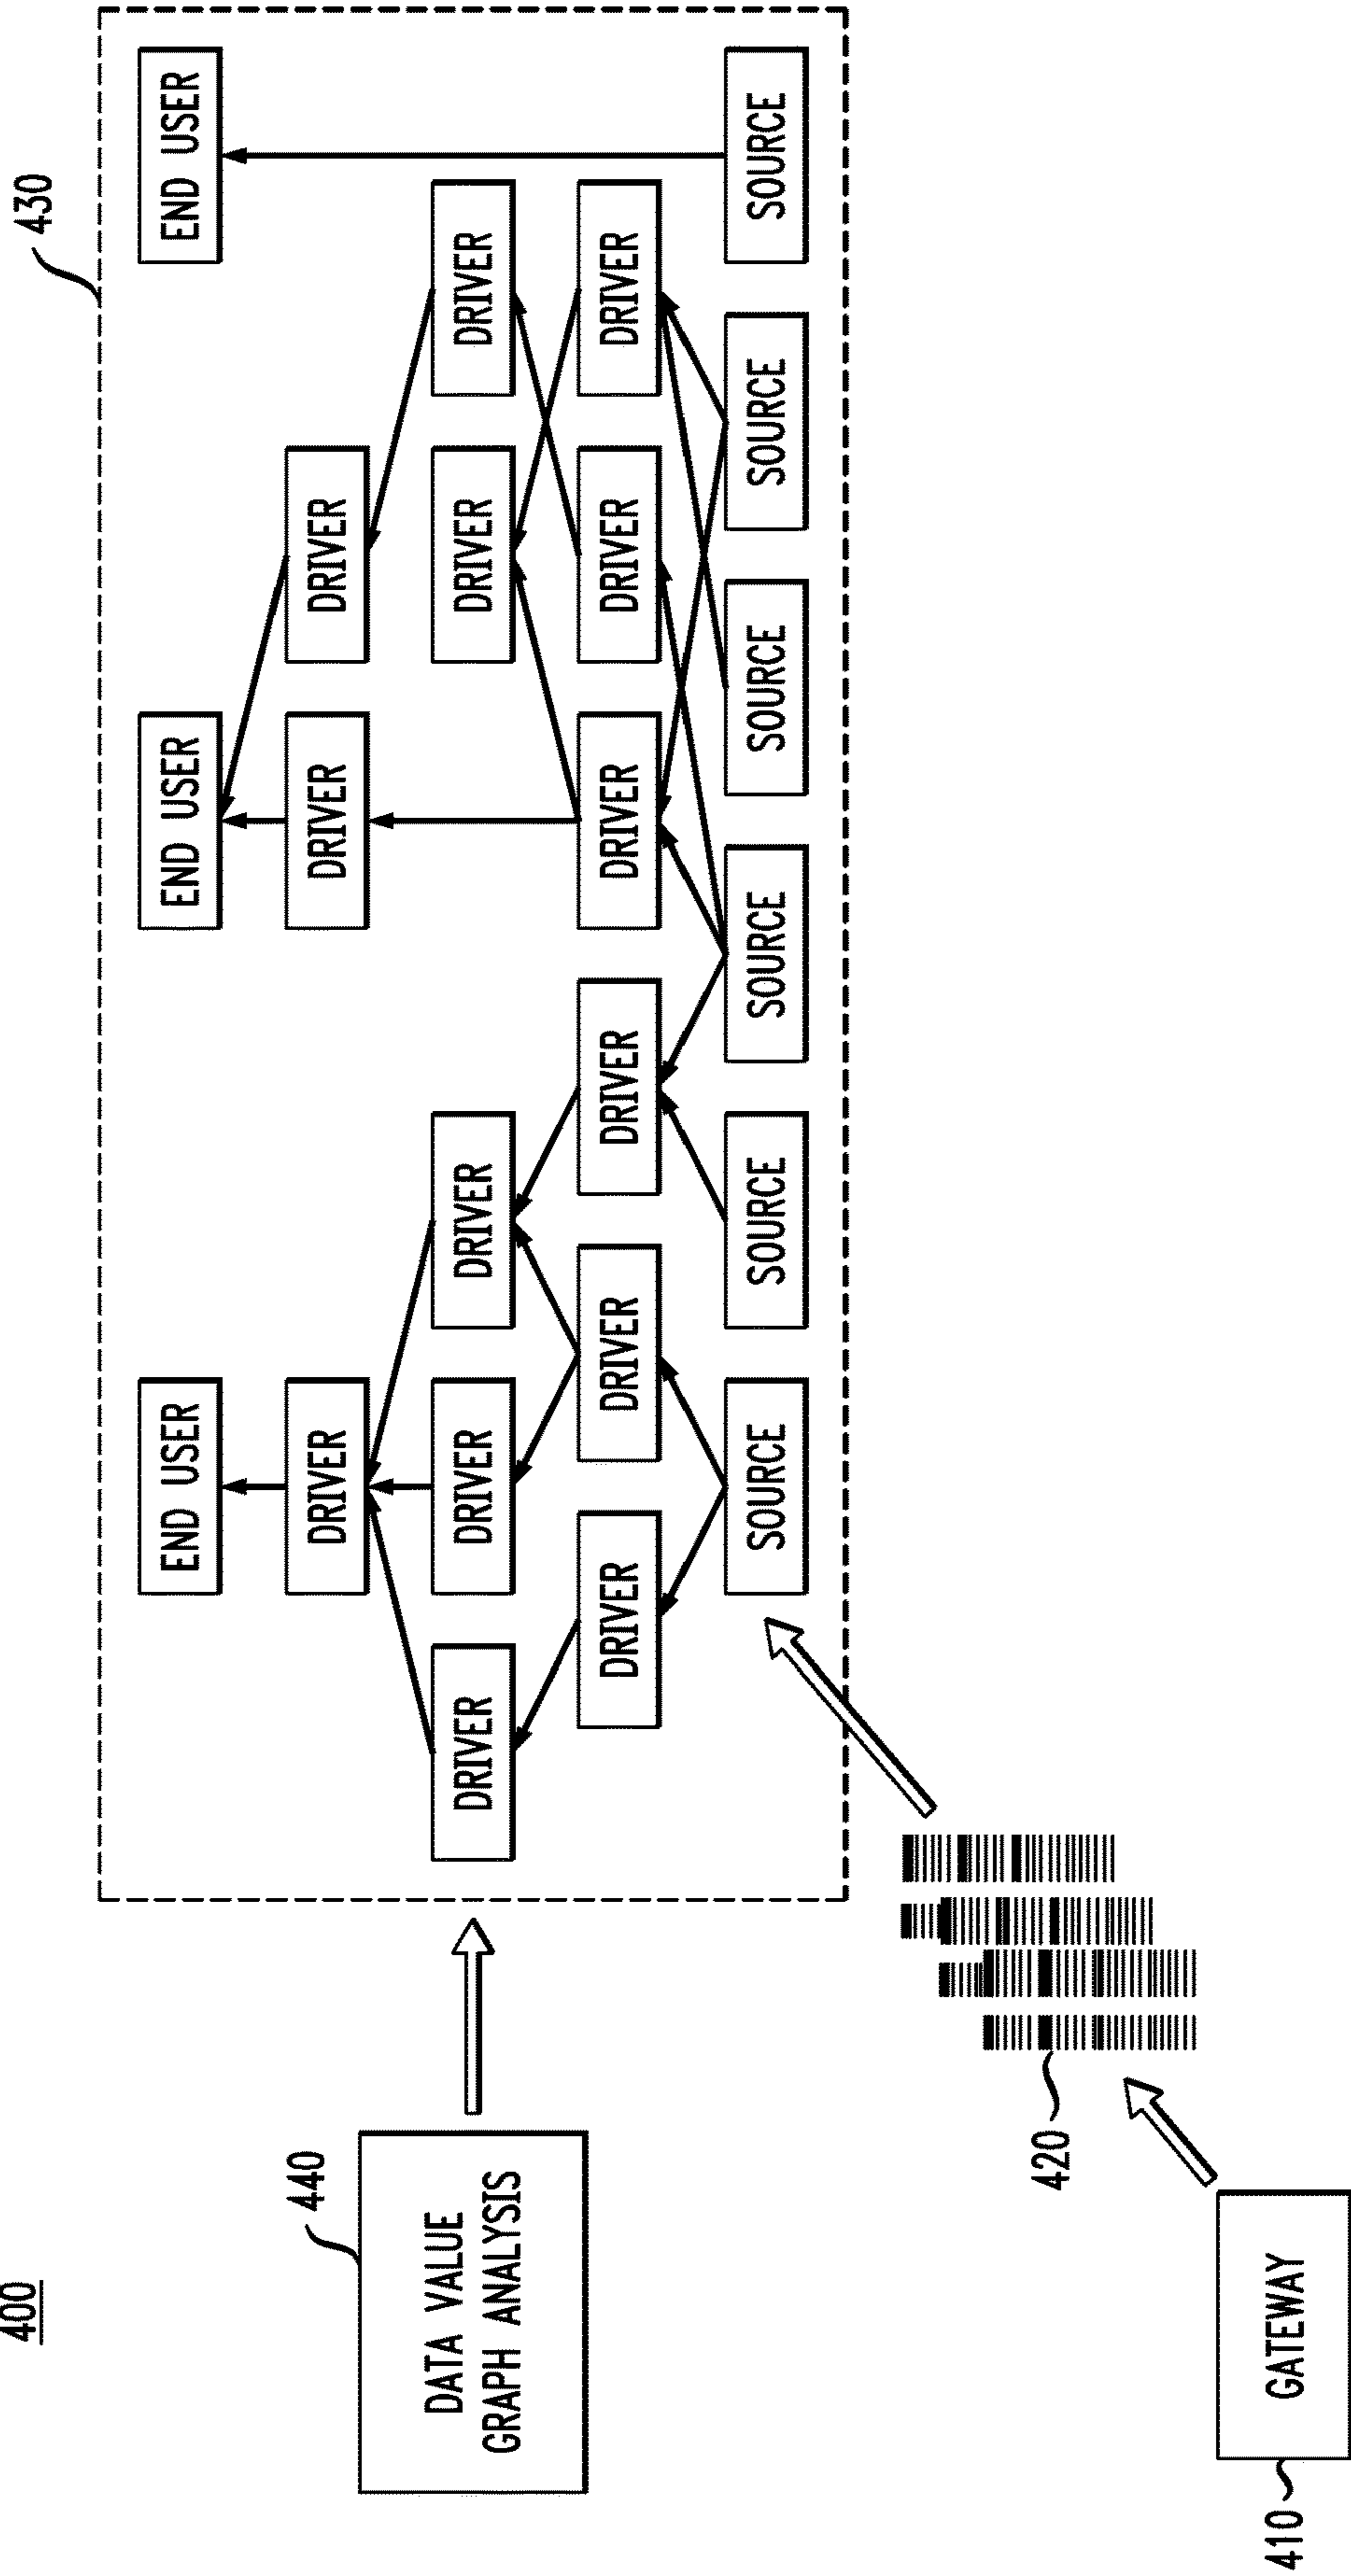 400
430
END USER
END USER
END USER
440
DRIVER
DRIVER
DRIVER
DATA VALUE
GRAPH ANALYSIS
DRIVER
DRIVER
DRIVER
DRIVER
DRIVER
DRIVER
DRIVER
DRIVER
DRIVER
DRIVER
DRIVER
SOURCE
SOURCE
SOURCE
SOURCE
SOURCE
SOURCE
420
410
GATEWAY